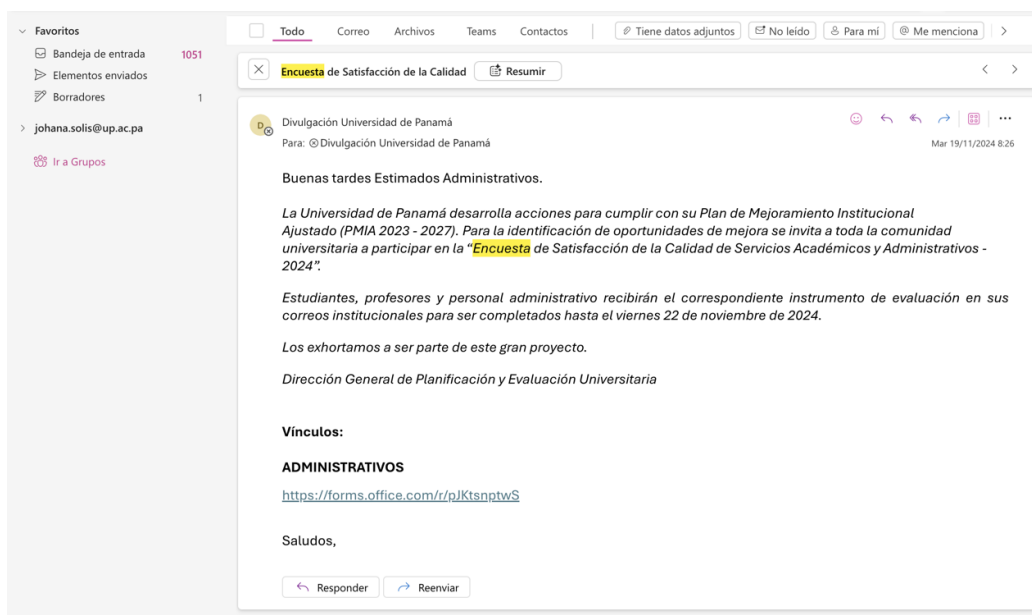 Favoritos
Bandeja de entrada 1051
Elementos enviados
Borradores 1
johana.solis@up.ac.pa
Ir a Grupos
Todo Correo Archivos Teams Contactos Tiene datos adjuntos No leído Para mí @ Me menciona
Encuesta de Satisfacción de la Calidad Resumir
D Divulgación Universidad de Panamá
Para: Divulgación Universidad de Panamá
Mar 19/11/2024 8:26
Buenas tardes Estimados Administrativos.
La Universidad de Panamá desarrolla acciones para cumplir con su Plan de Mejoramiento Institucional
Ajustado (PMIA 2023 - 2027). Para la identificación de oportunidades de mejora se invita a toda la comunidad
universitaria a participar en la “Encuesta de Satisfacción de la Calidad de Servicios Académicos y Administrativos -
2024”.
Estudiantes, profesores y personal administrativo recibirán el correspondiente instrumento de evaluación en sus
correos institucionales para ser completados hasta el viernes 22 de noviembre de 2024.
Los exhortamos a ser parte de este gran proyecto.
Dirección General de Planificación y Evaluación Universitaria
Vínculos:
ADMINISTRATIVOS
https://forms.office.com/r/pJKtsnptwS
Saludos,
Responder Reenviar